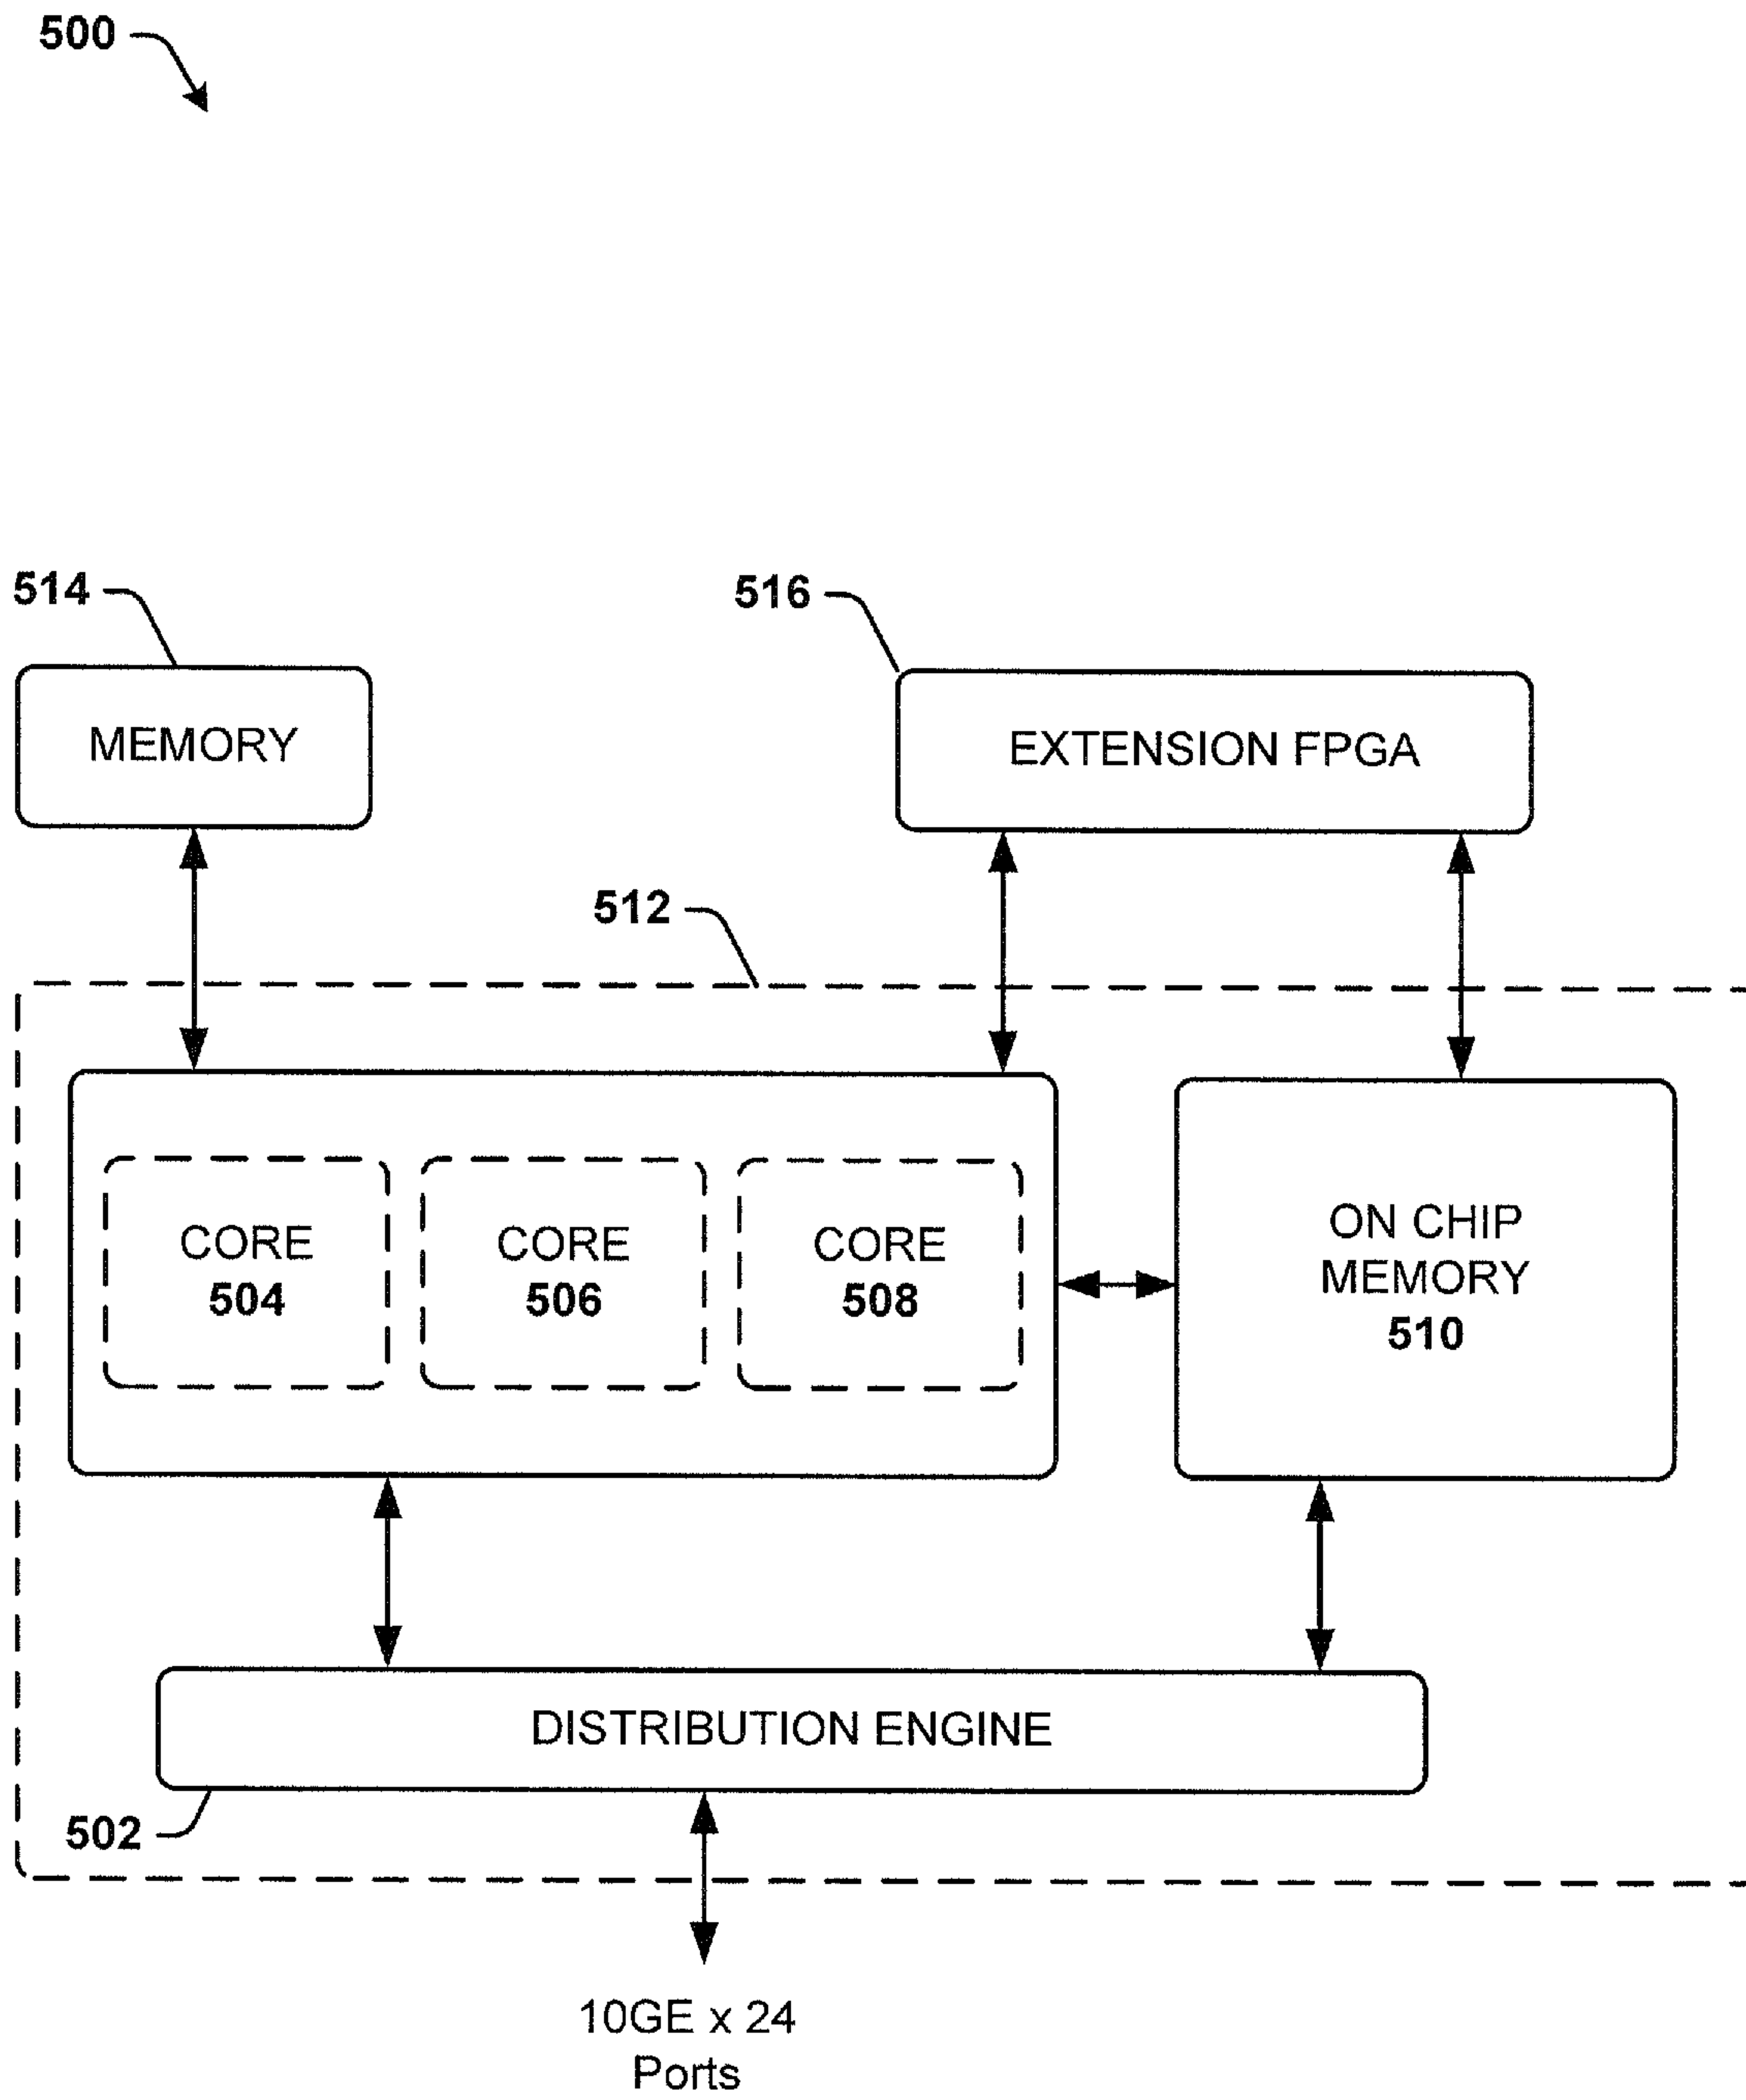 500
514
516
MEMORY
EXTENSION FPGA
512
CORE
504
CORE
506
CORE
508
ON CHIP
MEMORY
510
DISTRIBUTION ENGINE
502
10GE x 24
Ports